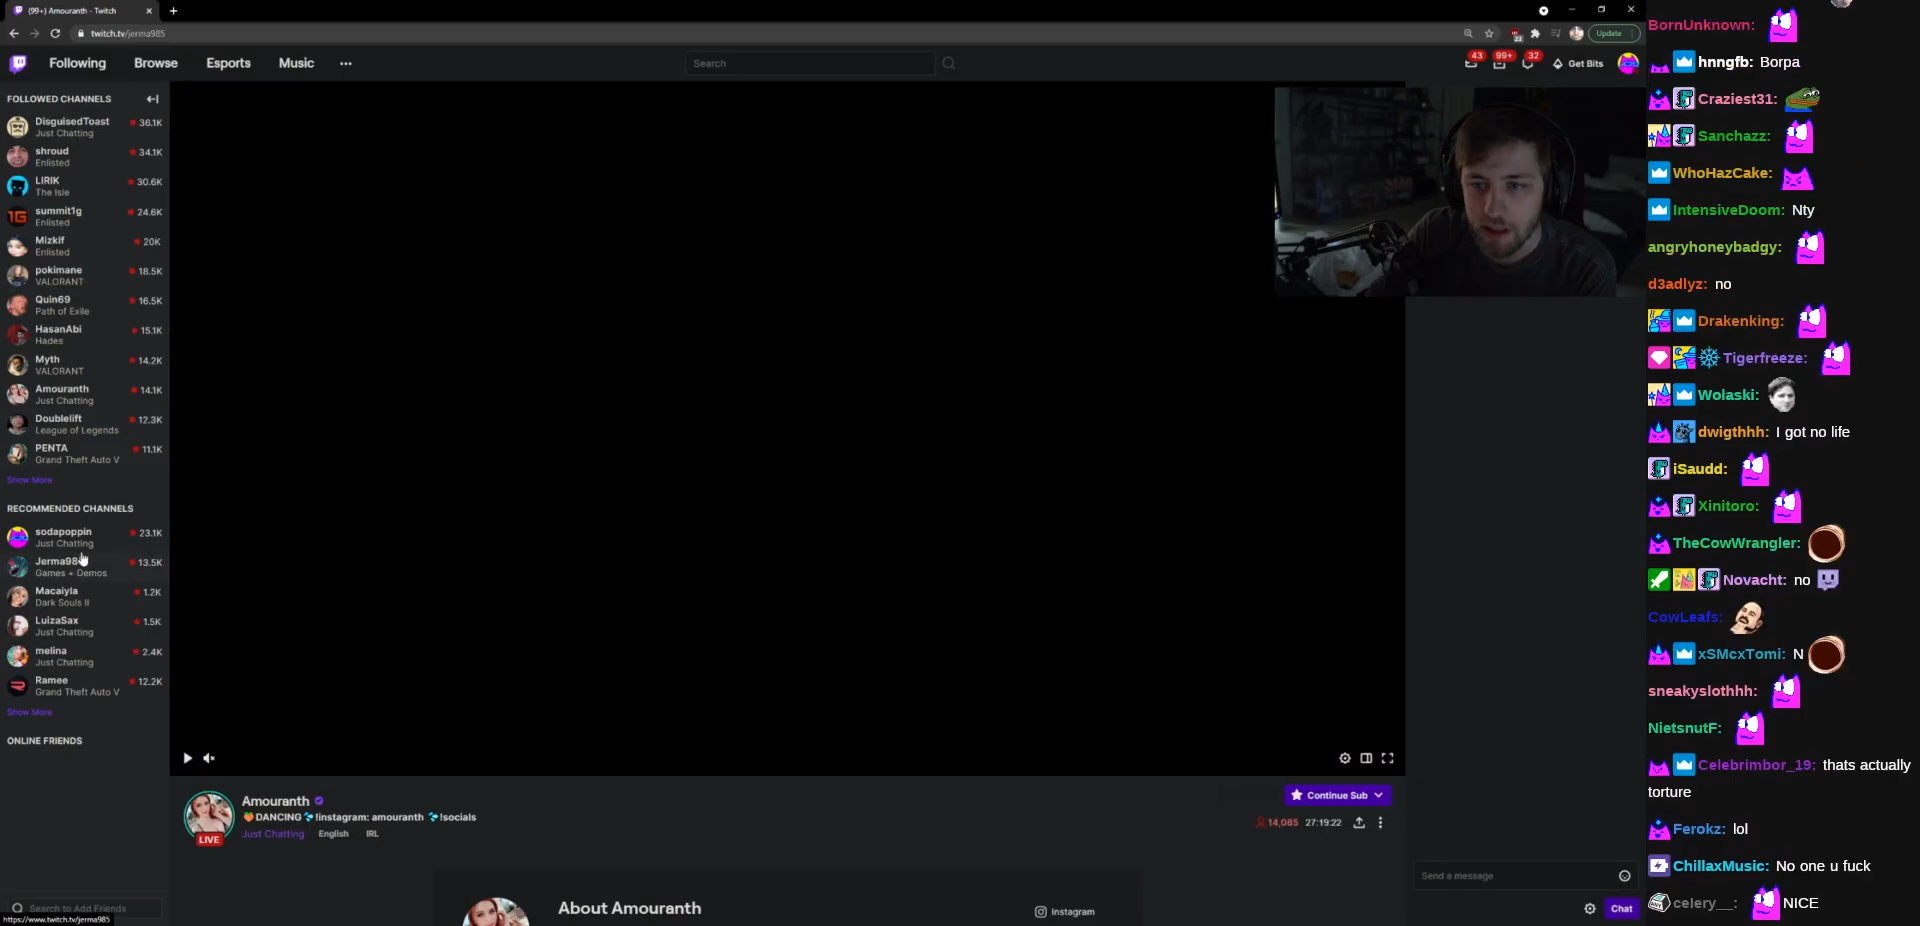 (99+) Amouranth - Twitch
twitch.tv/jerma985
Update
Following
Browse
Esports
Music
Search
43
99+
32
Get Bits
FOLLOWED CHANNELS
DisguisedToast
36.1K
Just Chatting
shroud
34.1K
Enlisted
LIRIK
30.6K
The Isle
summit1g
24.6K
Enlisted
Mizkif
20K
Enlisted
pokimane
18.5K
VALORANT
Quin69
16.5K
Path of Exile
HasanAbi
15.1K
Hades
Myth
14.2K
VALORANT
Amouranth
14.1K
Just Chatting
Doublelift
12.3K
League of Legends
PENTA
11.1K
Grand Theft Auto V
Show More
RECOMMENDED CHANNELS
sodapoppin
23.1K
Just Chatting
13.5K
Games + Demos
Macaiyla
1.2K
Dark Souls II
LuizaSax
1.5K
Just Chatting
melina
2.4K
Just Chatting
Ramee
12.2K
Grand Theft Auto V
Show More
ONLINE FRIENDS
Search to Add Friends
https://www.twitch.tv/jerma985
LIVE
Amouranth
DANCING !instagram: amouranth !socials
Just Chatting English IRL
Continue Sub
14,085 27:19:22
About Amouranth
Instagram
Send a message
Chat
BornUnknown:
hnngfb: Borpa
Craziest31:
Sanchazz:
WhoHazCake:
IntensiveDoom: Nty
angryhoneybadgy:
d3adlyz: no
Drakenking:
Tigerfreeze:
Wolaski:
dwigthhh: I got no life
iSaudd:
Xinitoro:
TheCowWrangler:
Novacht: no
CowLeafs:
xSMcxTomi: N
sneakyslothhh:
NietsnutF:
Celebrimbor_19: thats actually
torture
Ferokz: lol
ChillaxMusic: No one u fuck
celery__: NICE